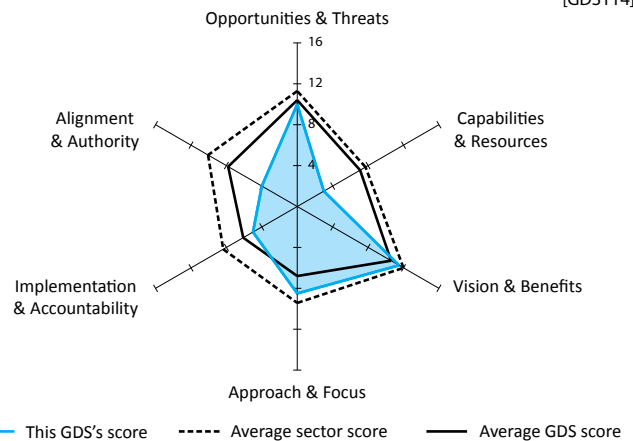 [GDS114]
Opportunities & Threats
16
12
8
4
Alignment
& Authority
Capabilities
& Resources
Implementation
& Accountability
Vision & Benefits
Approach & Focus
This GDS's score
Average sector score
Average GDS score